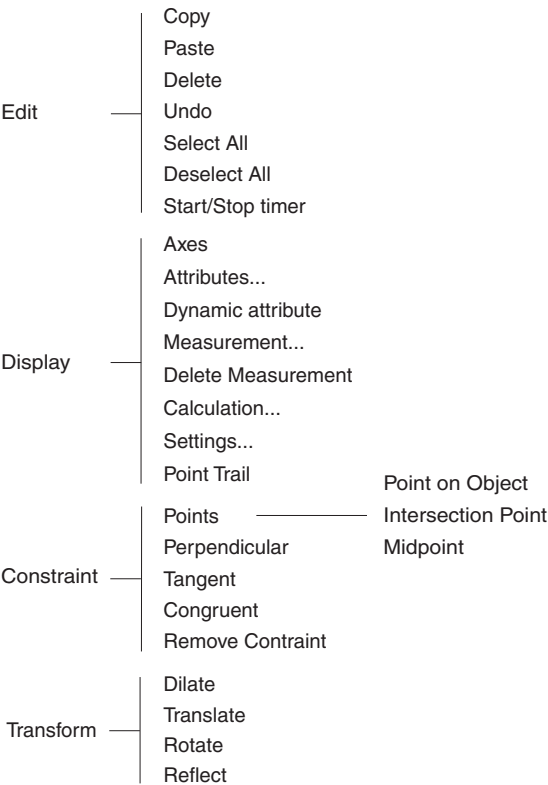 Edit
Copy
Paste
Delete
Undo
Select All
Deselect All
Start/Stop timer
Display
Axes
Attributes...
Dynamic attribute
Measurement...
Delete Measurement
Calculation...
Settings...
Point Trail
Constraint
Points
Point on Object
Intersection Point
Midpoint
Perpendicular
Tangent
Congruent
Remove Contraint
Transform
Dilate
Translate
Rotate
Reflect